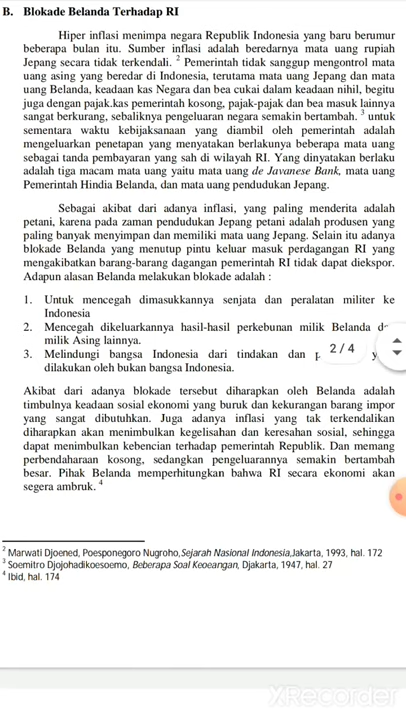 B. Blokade Belanda Terhadap RI
Hiper inflasi menimpa negara Republik Indonesia yang baru berumur
beberapa bulan itu. Sumber inflasi adalah beredarnya mata uang rupiah
Jepang secara tidak terkendali. 2 Pemerintah tidak sanggup mengontrol mata
uang asing yang beredar di Indonesia, terutama mata uang Jepang dan mata
uang Belanda, keadaan kas Negara dan bea cukai dalam keadaan nihil, begitu
juga dengan pajak.kas pemerintah kosong, pajak-pajak dan bea masuk lainnya
sangat berkurang, sebaliknya pengeluaran negara semakin bertambah. 3 untuk
sementara waktu kebijaksanaan yang diambil oleh pemerintah adalah
mengeluarkan penetapan yang menyatakan berlakunya beberapa mata uang
sebagai tanda pembayaran yang sah di wilayah RI. Yang dinyatakan berlaku
adalah tiga macam mata uang yaitu mata uang de Javanese Bank, mata uang
Pemerintah Hindia Belanda, dan mata uang pendudukan Jepang.
Sebagai akibat dari adanya inflasi, yang paling menderita adalah
petani, karena pada zaman pendudukan Jepang petani adalah produsen yang
paling banyak menyimpan dan memiliki mata uang Jepang. Selain itu adanya
blokade Belanda yang menutup pintu keluar masuk perdagangan RI yang
mengakibatkan barang-barang dagangan pemerintah RI tidak dapat diekspor.
Adapun alasan Belanda melakukan blokade adalah :
1. Untuk mencegah dimasukkannya senjata dan peralatan militer ke
Indonesia
2. Mencegah dikeluarkannya hasil-hasil perkebunan milik Belanda
milik Asing lainnya.
3. Melindungi bangsa Indonesia dari tindakan dan
2 / 4
dilakukan oleh bukan bangsa Indonesia.
Akibat dari adanya blokade tersebut diharapkan oleh Belanda adalah
timbulnya keadaan sosial ekonomi yang buruk dan kekurangan barang impor
yang sangat dibutuhkan. Juga adanya inflasi yang tak terkendalikan
diharapkan akan menimbulkan kegelisahan dan keresahan sosial, sehingga
dapat menimbulkan kebencian terhadap pemerintah Republik. Dan memang
perbendaharaan kosong, sedangkan pengeluarannya semakin bertambah
besar. Pihak Belanda memperhitungkan bahwa RI secara ekonomi akan
segera ambruk. 4
2 Marwati Djoened, Poesponegoro Nugroho,Sejarah Nasional Indonesia,Jakarta, 1993, hal. 172
3 Soemitro Djojohadikoesoemo, Beberapa Soal Keoeangan, Djakarta, 1947, hal. 27
4 Ibid, hal. 174
XRecorder